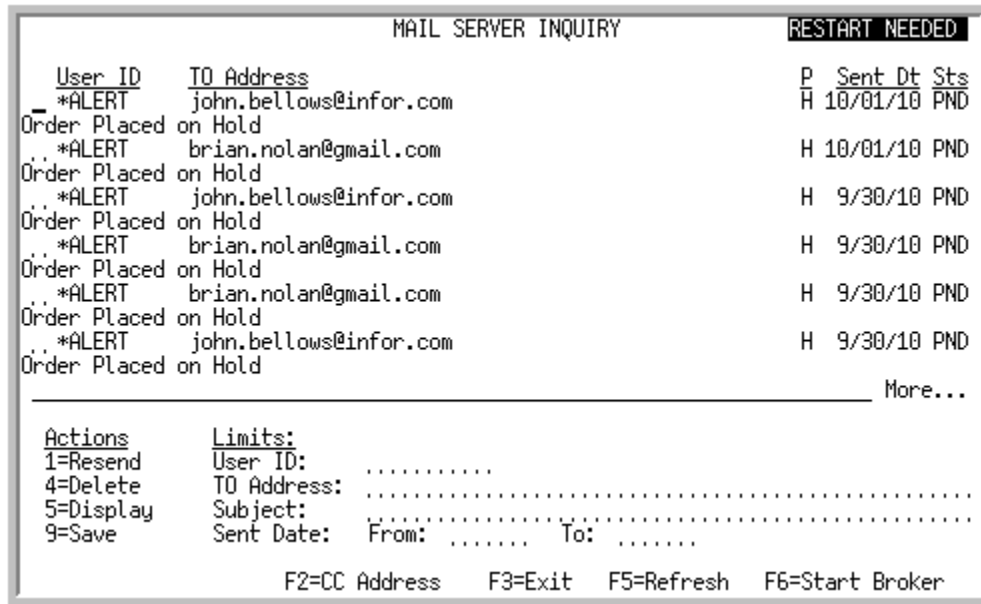 MAIL SERVER INQUIRY RESTART NEEDED
User ID TO Address P Sent Dt Sts
*ALERT john.bellows@infor.com H 10/01/10 PND
Order Placed on Hold
*ALERT brian.nolan@gmail.com H 10/01/10 PND
Order Placed on Hold
*ALERT john.bellows@infor.com H 9/30/10 PND
Order Placed on Hold
*ALERT brian.nolan@gmail.com H 9/30/10 PND
Order Placed on Hold
*ALERT brian.nolan@gmail.com H 9/30/10 PND
Order Placed on Hold
*ALERT john.bellows@infor.com H 9/30/10 PND
Order Placed on Hold
More...
Actions Limits:
1=Resend User ID:
4=Delete TO Address:
5=Display Subject:
9=Save Sent Date: From: To:
F2=CC Address F3=Exit F5=Refresh F6=Start Broker